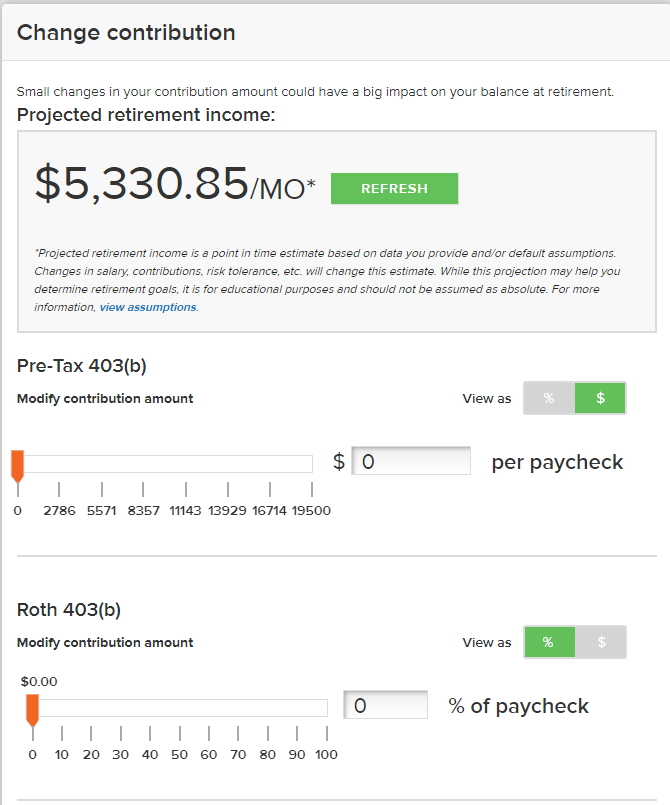 Change contribution
Small changes in your contribution amount could have a big impact on your balance at retirement.
Projected retirement income:
$5,330.85/MO* REFRESH
*Projected retirement income is a point in time estimate based on data you provide and/or default assumptions.
Changes in salary, contributions, risk tolerance, etc. will change this estimate. While this projection may help you
determine retirement goals, it is for educational purposes and should not be assumed as absolute. For more
information, view assumptions.
Pre-Tax 403(b)
Modify contribution amount View as % $
$ 0 per paycheck
0 2786 5571 8357 11143 13929 16714 19500
Roth 403(b)
Modify contribution amount View as % $
$0.00
0 % of paycheck
0 10 20 30 40 50 60 70 80 90 100